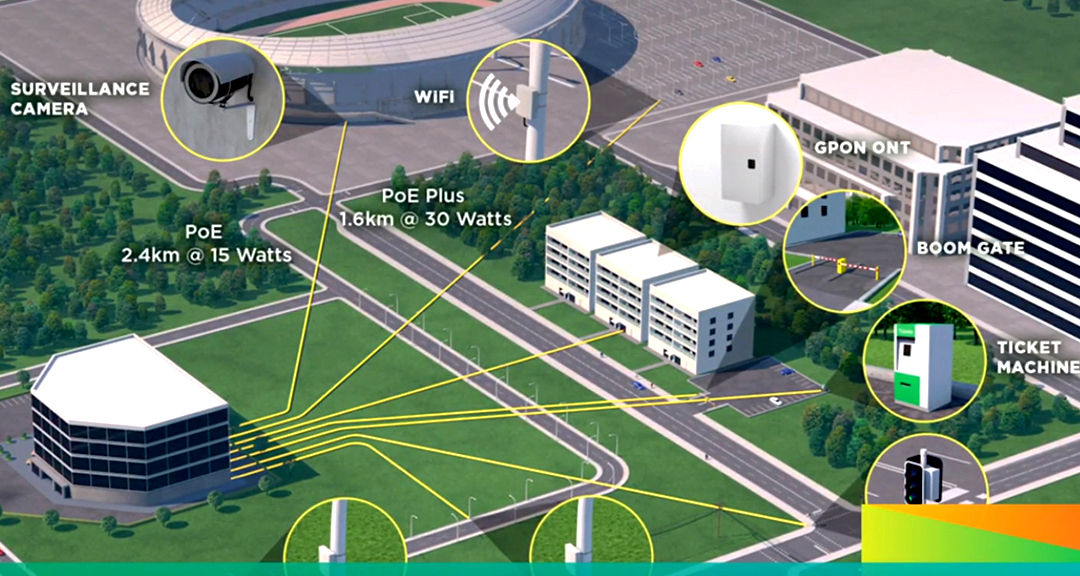 SURVEILLANCE
CAMERA
WiFi
GPON ONT
PoE Plus
1.6km @ 30 Watts
PoE
2.4km @ 15 Watts
BOOM GATE
TICKET
MACHINE